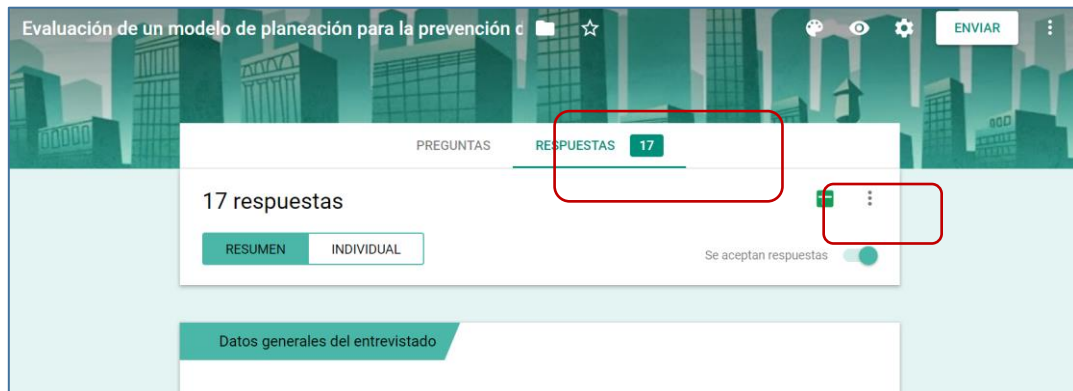 Evaluación de un modelo de planeación para la prevención d
ENVIAR
PREGUNTAS RESPUESTAS 17
17 respuestas
RESUMEN INDIVIDUAL
Se aceptan respuestas
Datos generales del entrevistado